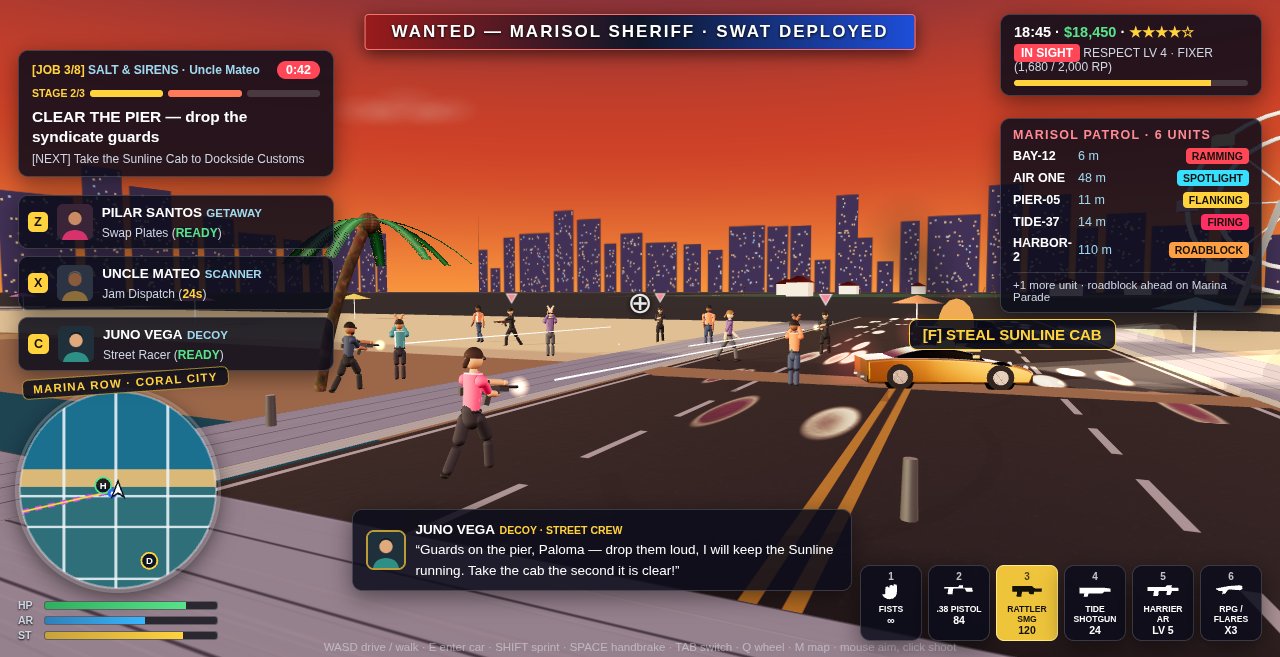 WANTED — MARISOL SHERIFF · SWAT DEPLOYED
[JOB 3/8] SALT & SIRENS · Uncle Mateo 0:42
STAGE 2/3
CLEAR THE PIER — drop the
syndicate guards
[NEXT] Take the Sunline Cab to Dockside Customs
Z PILAR SANTOS GETAWAY
Swap Plates (READY)
X UNCLE MATEO SCANNER
Jam Dispatch (24s)
C JUNO VEGA DECOY
Street Racer (READY)
MARINA ROW · CORAL CITY
H
D
HP
AR
ST
18:45 · $18,450 · ★★★★☆
IN SIGHT RESPECT LV 4 · FIXER
(1,680 / 2,000 RP)
MARISOL PATROL · 6 UNITS
BAY-12 6 m RAMMING
AIR ONE 48 m SPOTLIGHT
PIER-05 11 m FLANKING
TIDE-37 14 m FIRING
HARBOR-
2 110 m ROADBLOCK
+1 more unit · roadblock ahead on Marina
Parade
[F] STEAL SUNLINE CAB
JUNO VEGA DECOY · STREET CREW
“Guards on the pier, Paloma — drop them loud, I will keep the Sunline
running. Take the cab the second it is clear!”
1
FISTS
∞
2
.38 PISTOL
84
3
RATTLER
SMG
120
4
TIDE
SHOTGUN
24
5
HARRIER
AR
LV 5
6
RPG /
FLARES
X3
WASD drive / walk · E enter car · SHIFT sprint · SPACE handbrake · TAB switch · Q wheel · M map · mouse aim, click shoot